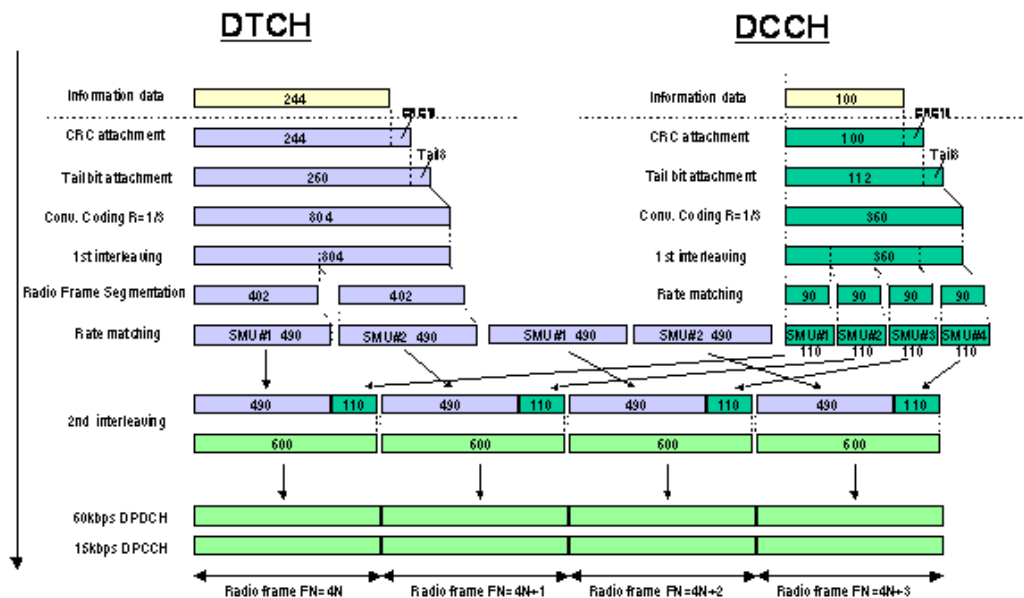 DTCH
DCCH
Information data
244
Information data
100
CRC attachment
244
CRC16
CRC attachment
100
Tail bit attachment
260
Tail8
Tail bit attachment
112
Tail8
Conv. Coding R=1/3
804
Conv. Coding R=1/3
360
1st interleaving
804
1st interleaving
360
Radio Frame Segmentation
402
402
Rate matching
90
90
90
90
Rate matching
SMU#1 490
SMU#2 490
SMU#1 490
SMU#2 490
SMU#1
SMU#2
SMU#3
SMU#4
110
110
110
110
2nd interleaving
490
110
490
110
490
110
490
110
600
600
600
600
60kbps DPDCH
15kbps DPCCH
Radio frame FN=4N
Radio frame FN=4N+1
Radio frame FN=4N+2
Radio frame FN=4N+3